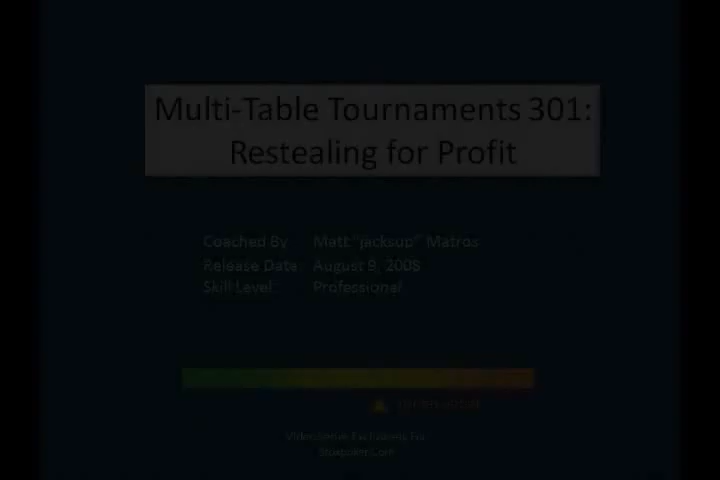 Multi-Table Tournaments 301:
Restealing for Profit
Coached By Matt "jacksup" Matros
Release Date August 9, 2008
Skill Level Professional